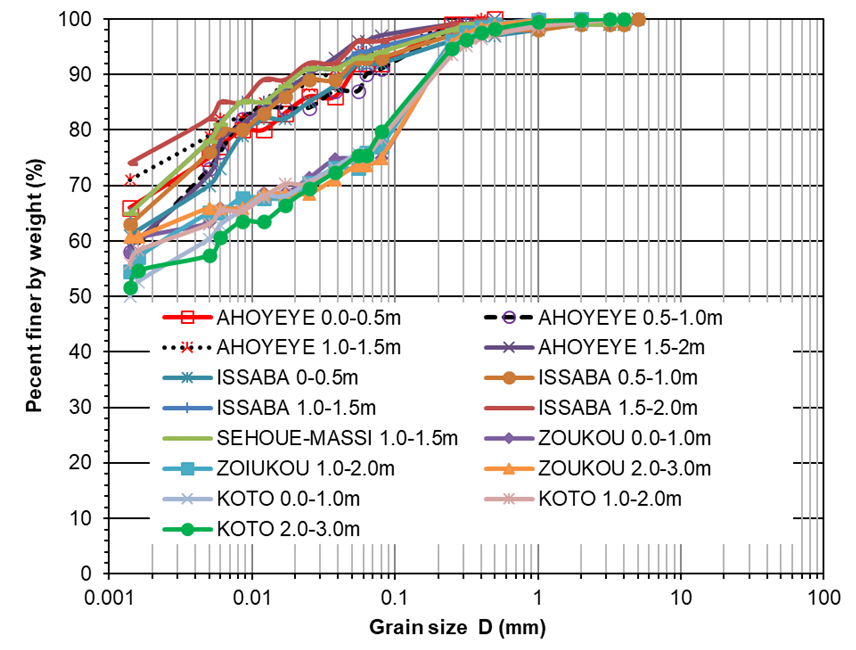 100
90
80
70
60
50
40
30
20
10
0
Pecent finer by weight (%)
AHOYEYE 0.0-0.5m
AHOYEYE 0.5-1.0m
AHOYEYE 1.0-1.5m
AHOYEYE 1.5-2m
ISSABA 0-0.5m
ISSABA 0.5-1.0m
ISSABA 1.0-1.5m
ISSABA 1.5-2.0m
SEHOUE-MASSI 1.0-1.5m
ZOUKOU 0.0-1.0m
ZOIUKOU 1.0-2.0m
ZOUKOU 2.0-3.0m
KOTO 0.0-1.0m
KOTO 1.0-2.0m
KOTO 2.0-3.0m
0.001 0.01 0.1 1 10 100
Grain size D (mm)